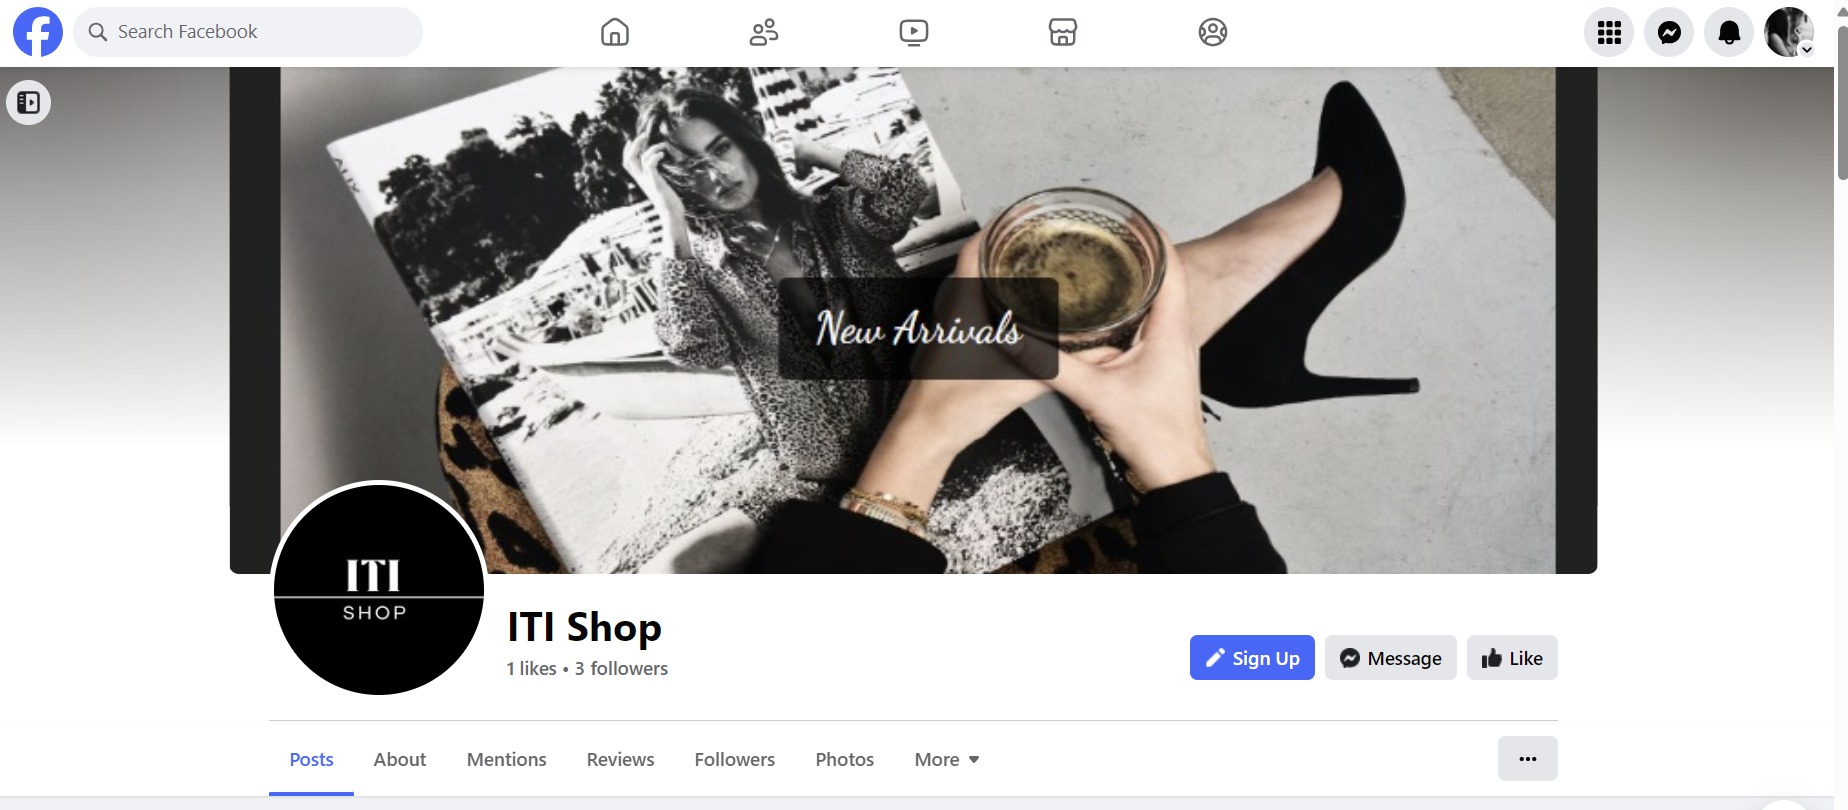 Search Facebook
AUX
New Arrivals
ITI
SHOP
ITI Shop
1 likes • 3 followers
Sign Up
Message
Like
Posts
About
Mentions
Reviews
Followers
Photos
More